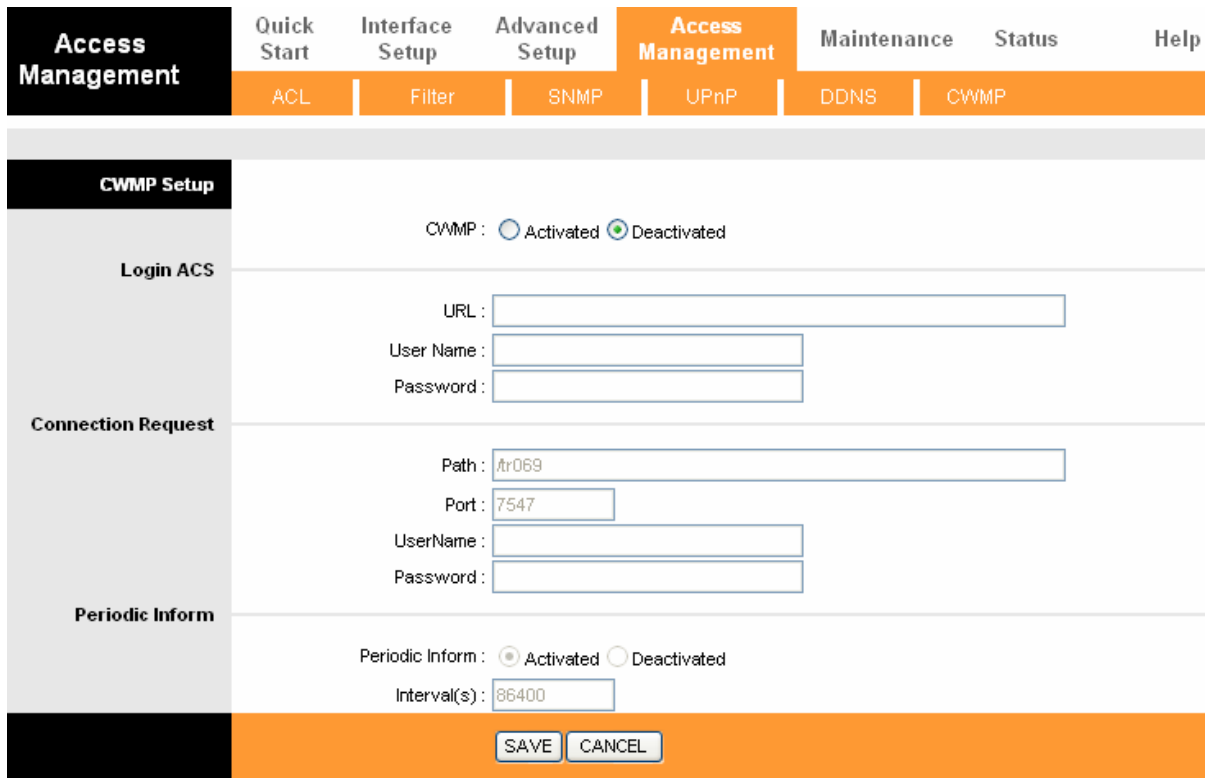 Access Management
Quick Start
Interface Setup
Advanced Setup
Access Management
Maintenance
Status
Help
ACL
Filter
SNMP
UPnP
DDNS
CWMP
CWMP Setup
CWMP : Activated Deactivated
Login ACS
URL :
User Name :
Password :
Connection Request
Path : /tr069
Port : 7547
UserName :
Password :
Periodic Inform
Periodic Inform : Activated Deactivated
Interval(s) : 86400
SAVE CANCEL